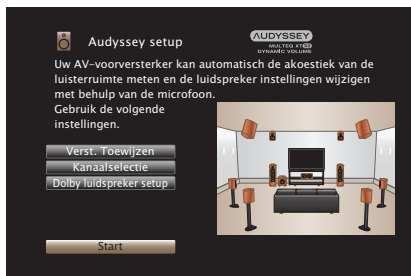 Audyssey setup
AUDYSSEY
MULTEQ XT32
DYNAMIC VOLUME
Uw AV-voorversterker kan automatisch de akoestiek van de
luisterruimte meten en de luidspreker instellingen wijzigen
met behulp van de microfoon.
Gebruik de volgende
instellingen.
Verst. Toewijzen
Kanaalselectie
Dolby luidspreker setup
Start